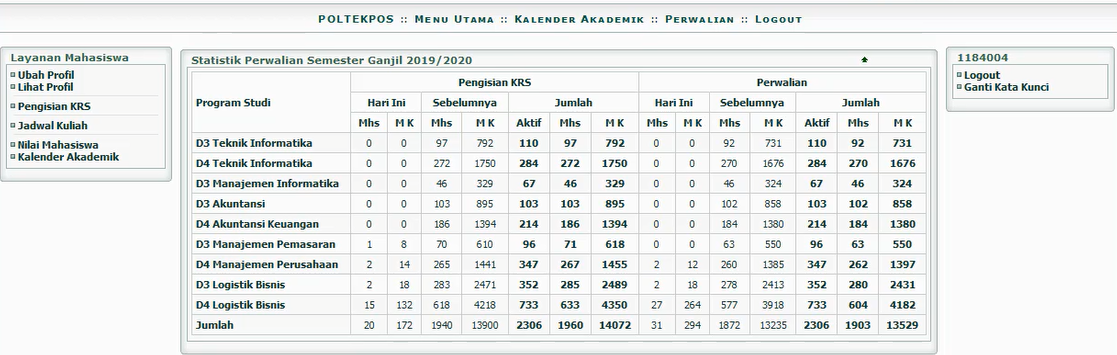 POLTEKPOS :: MENU UTAMA :: KALENDER AKADEMIK :: PERWALIAN :: LOGOUT
Layanan Mahasiswa
Ubah Profil
Lihat Profil
Pengisian KRS
Jadwal Kuliah
Nilai Mahasiswa
Kalender Akademik
Statistik Perwalian Semester Ganjil 2019/2020
Program Studi Pengisian KRS Perwalian
Hari Ini Sebelumnya Jumlah Hari Ini Sebelumnya Jumlah
Mhs M K Mhs M K Aktif Mhs M K Mhs M K Mhs M K Aktif Mhs M K
D3 Teknik Informatika 0 0 97 792 110 97 792 0 0 92 731 110 92 731
D4 Teknik Informatika 0 0 272 1750 284 272 1750 0 0 270 1676 284 270 1676
D3 Manajemen Informatika 0 0 46 329 67 46 329 0 0 46 324 67 46 324
D3 Akuntansi 0 0 103 895 103 103 895 0 0 102 858 103 102 858
D4 Akuntansi Keuangan 0 0 186 1394 214 186 1394 0 0 184 1380 214 184 1380
D3 Manajemen Pemasaran 1 8 70 610 96 71 618 0 0 63 550 96 63 550
D4 Manajemen Perusahaan 2 14 265 1441 347 267 1455 2 12 260 1385 347 262 1397
D3 Logistik Bisnis 2 18 283 2471 352 285 2489 2 18 278 2413 352 280 2431
D4 Logistik Bisnis 15 132 618 4218 733 633 4350 27 264 577 3918 733 604 4182
Jumlah 20 172 1940 13900 2306 1960 14072 31 294 1872 13235 2306 1903 13529
1184004
Logout
Ganti Kata Kunci